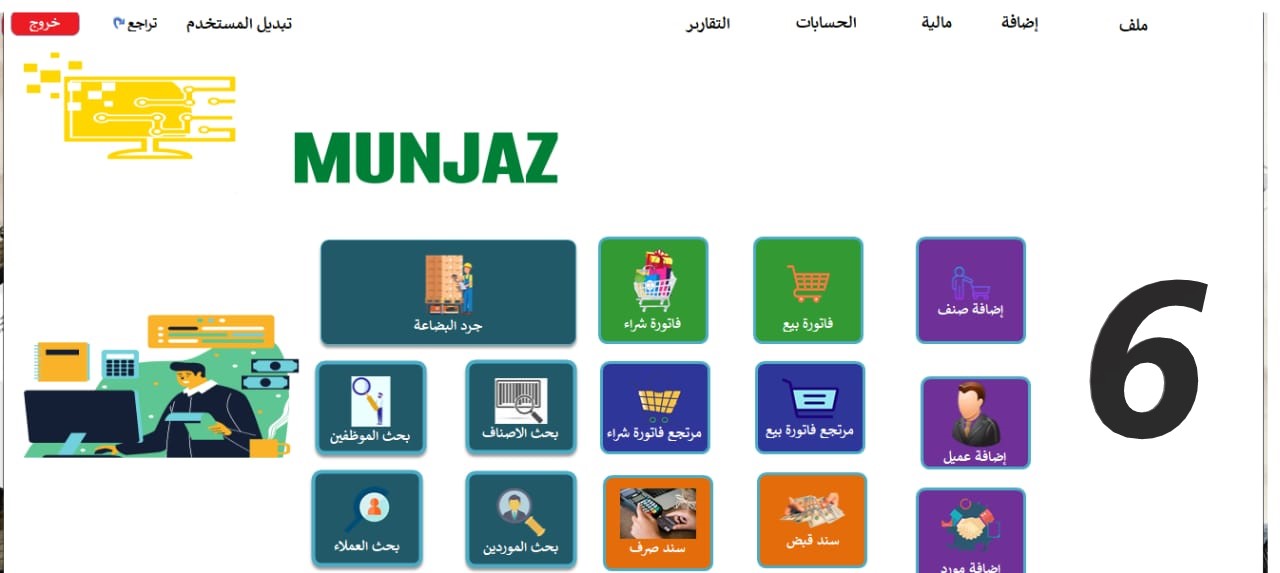 ملف
إضافة
مالية
الحسابات
التقارير
تبديل المستخدم
تراجع
خروج
MUNJAZ
إضافة صنف
فاتورة بيع
فاتورة شراء
جرد البضاعة
6
إضافة عميل
مرتجع فاتورة بيع
مرتجع فاتورة شراء
بحث الاصناف
بحث الموظفين
إضافة مورد
سند قبض
سند صرف
بحث الموردين
بحث العملاء